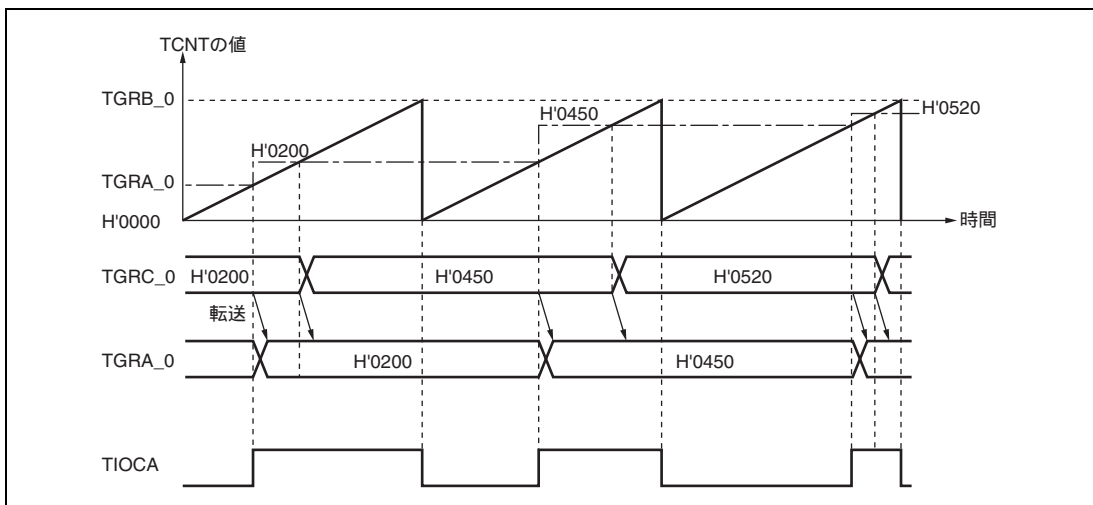 TCNTの値
TGRB_0
H'0450
H'0520
H'0200
TGRA_0
H'0000
時間
TGRC_0
H'0200
H'0450
H'0520
転送
TGRA_0
H'0200
H'0450
TIOCA